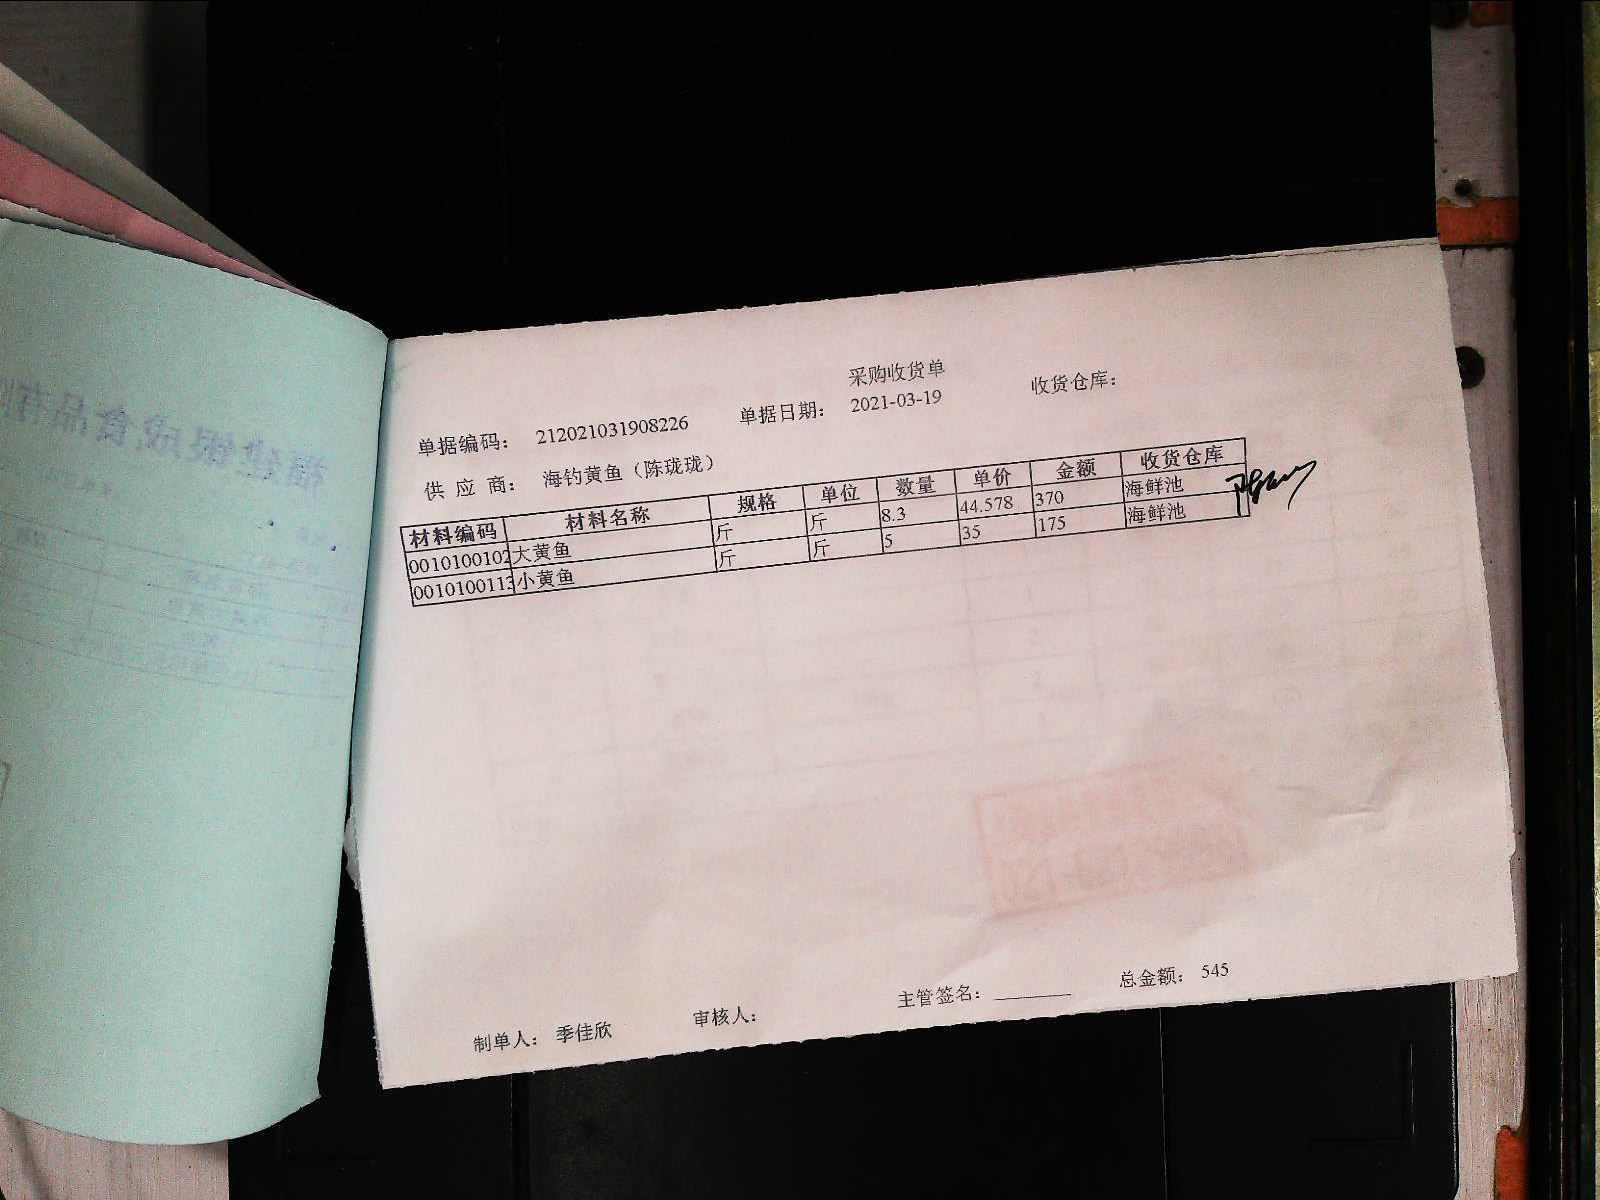 采购收货单
单据编码： 212021031908226 单据日期： 2021-03-19 收货仓库：
供 应 商： 海钓黄鱼（陈珑珑）
材料编码 材料名称 规格 单位 数量 单价 金额 收货仓库
0010100102 大黄鱼 斤 斤 8.3 44.578 370 海鲜池
0010100113 小黄鱼 斤 斤 5 35 175 海鲜池
制单人： 季佳欣 审核人： 主管签名： 总金额： 545